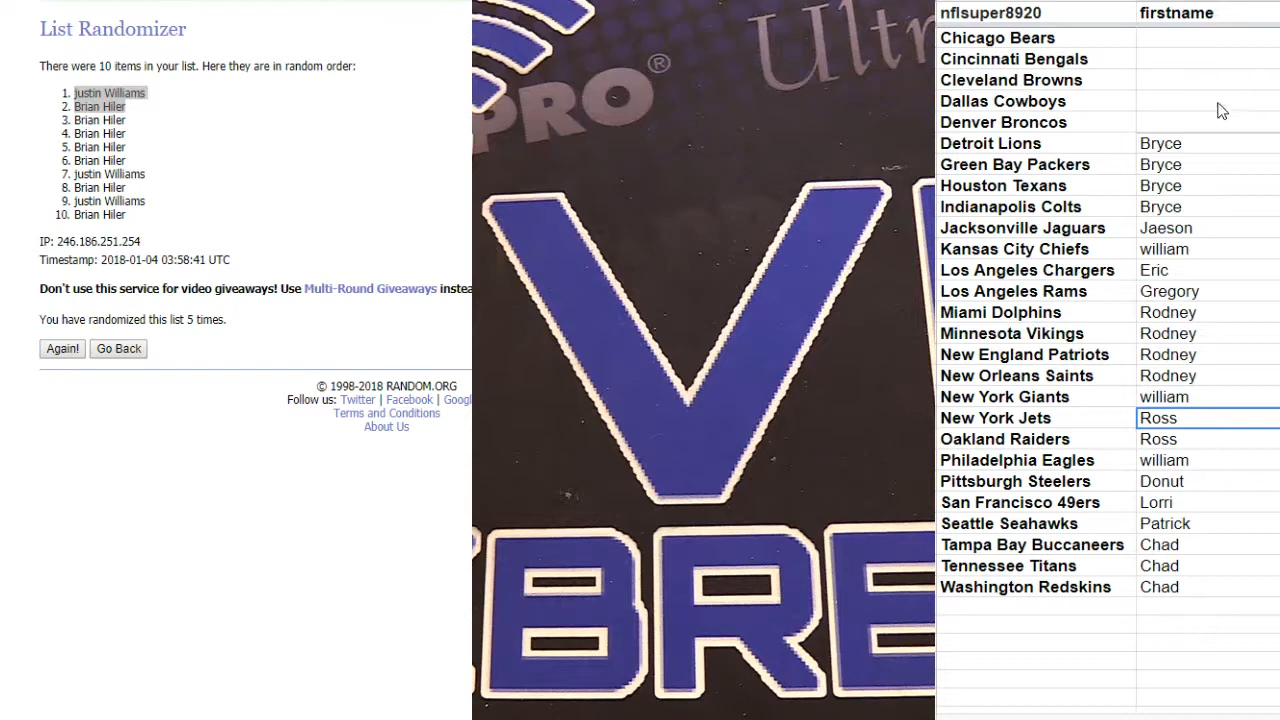 List Randomizer
There were 10 items in your list. Here they are in random order:
1. justin Williams
2. Brian Hiler
3. Brian Hiler
4. Brian Hiler
5. Brian Hiler
6. Brian Hiler
7. justin Williams
8. Brian Hiler
9. justin Williams
10. Brian Hiler
IP: 246.186.251.254
Timestamp: 2018-01-04 03:58:41 UTC
Don't use this service for video giveaways! Use Multi-Round Giveaways instea
You have randomized this list 5 times.
Again! Go Back
© 1998-2018 RANDOM.ORG
Follow us: Twitter | Facebook | Googl
Terms and Conditions
About Us
PRO® Ultr
V
BRE
nflsuper8920 firstname
Chicago Bears
Cincinnati Bengals
Cleveland Browns
Dallas Cowboys
Denver Broncos
Detroit Lions Bryce
Green Bay Packers Bryce
Houston Texans Bryce
Indianapolis Colts Bryce
Jacksonville Jaguars Jaeson
Kansas City Chiefs william
Los Angeles Chargers Eric
Los Angeles Rams Gregory
Miami Dolphins Rodney
Minnesota Vikings Rodney
New England Patriots Rodney
New Orleans Saints Rodney
New York Giants william
New York Jets Ross
Oakland Raiders Ross
Philadelphia Eagles william
Pittsburgh Steelers Donut
San Francisco 49ers Lorri
Seattle Seahawks Patrick
Tampa Bay Buccaneers Chad
Tennessee Titans Chad
Washington Redskins Chad